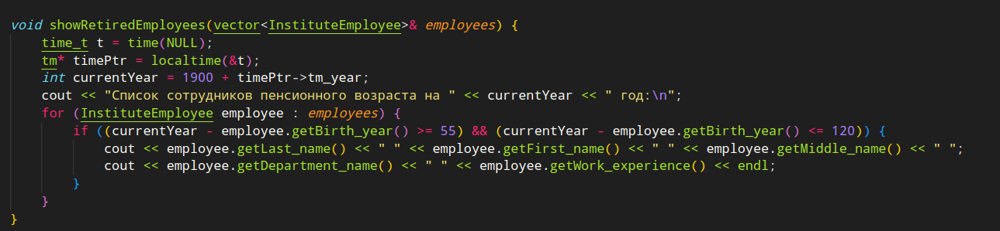 void showRetiredEmployees(vector<InstituteEmployee>& employees) {
    time_t t = time(NULL);
    tm* timePtr = localtime(&t);
    int currentYear = 1900 + timePtr->tm_year;
    cout << "Список сотрудников пенсионного возраста на " << currentYear << " год:\n";
    for (InstituteEmployee employee : employees) {
        if ((currentYear - employee.getBirth_year() >= 55) && (currentYear - employee.getBirth_year() <= 120)) {
            cout << employee.getLast_name() << " " << employee.getFirst_name() << " " << employee.getMiddle_name() << " ";
            cout << employee.getDepartment_name() << " " << employee.getWork_experience() << endl;
        }
    }
}